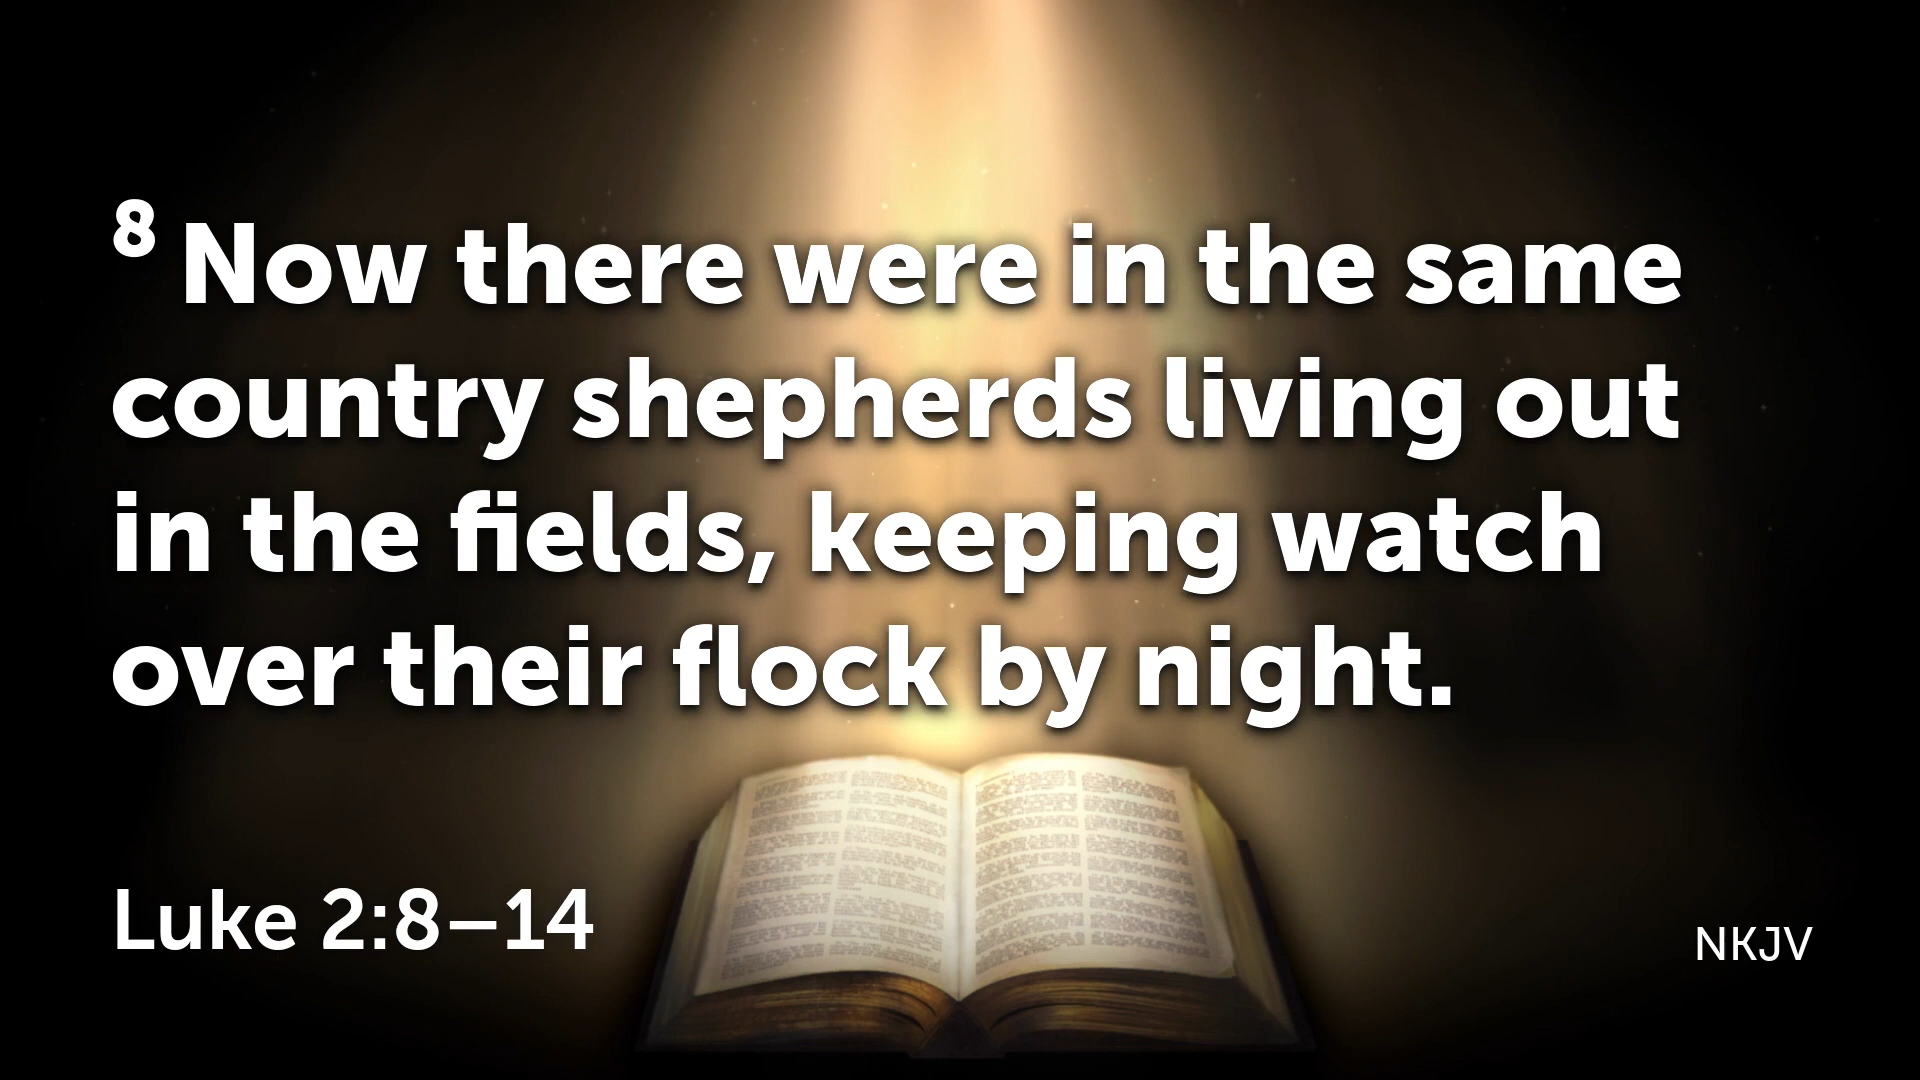 8 Now there were in the same
country shepherds living out
in the fields, keeping watch
over their flock by night.
Luke 2:8–14
NKJV